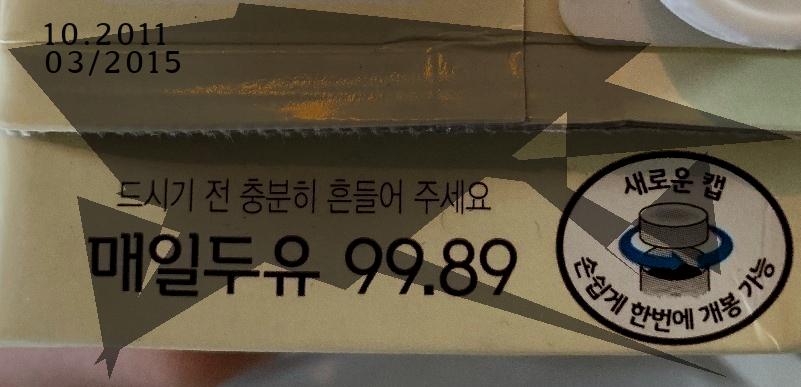 10.2011
03/2015
드시기 전 충분히 흔들어 주세요
매일두유 99.89
새로운 캡
손쉽게 한번에 개봉 가능